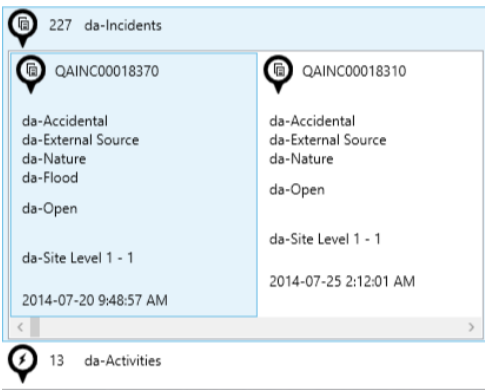 227 da-Incidents
QAINC00018370
da-Accidental
da-External Source
da-Nature
da-Flood
da-Open
da-Site Level 1 - 1
2014-07-20 9:48:57 AM
QAINC00018310
da-Accidental
da-External Source
da-Nature
da-Open
da-Site Level 1 - 1
2014-07-25 2:12:01 AM
13 da-Activities